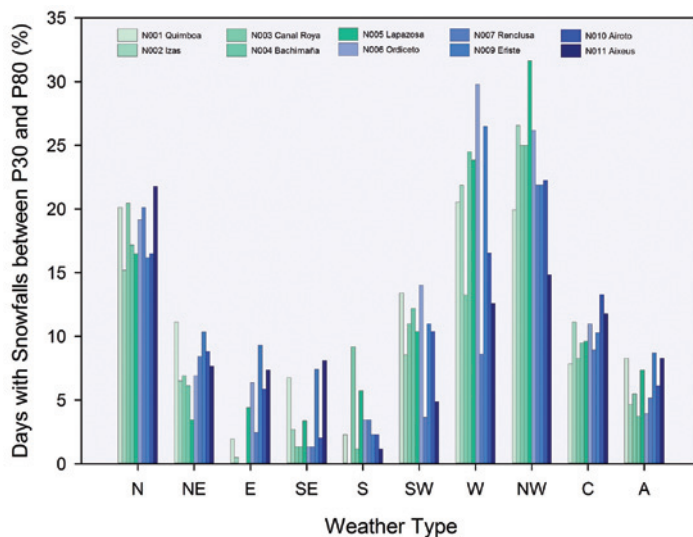 Days with Snowfalls between P30 and P80 (%)
35
30
25
20
15
10
5
0
N001 Quimboa
N002 Izas
N003 Canal Roya
N004 Bachimaña
N005 Lapazosa
N006 Ordiceto
N007 Renclusa
N009 Eriste
N010 Airoto
N011 Aixeus
N NE E SE S SW W NW C A
Weather Type